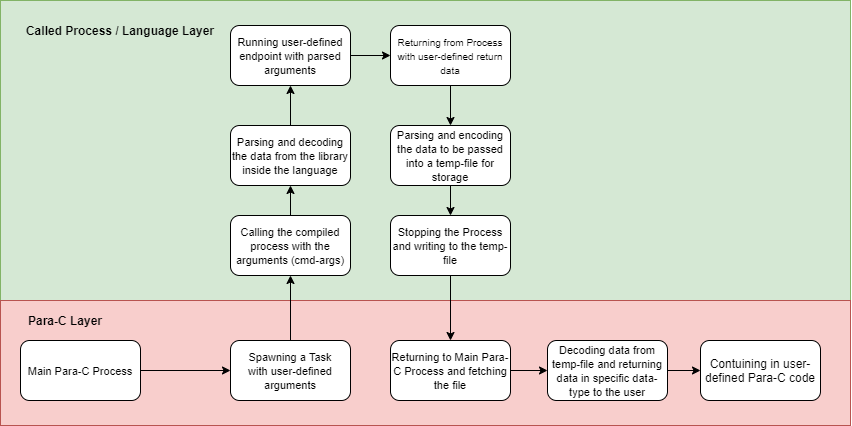 Called Process / Language Layer
Running user-defined
endpoint with parsed
arguments
Returning from Process
with user-defined return
data
Parsing and decoding
the data from the library
inside the language
Parsing and encoding
the data to be passed
into a temp-file for
storage
Calling the compiled
process with the
arguments (cmd-args)
Stopping the Process
and writing to the temp-
file
Para-C Layer
Main Para-C Process
Spawning a Task
with user-defined
arguments
Returning to Main Para-
C Process and fetching
the file
Decoding data from
temp-file and returning
data in specific data-
type to the user
Contuining in user-
defined Para-C code